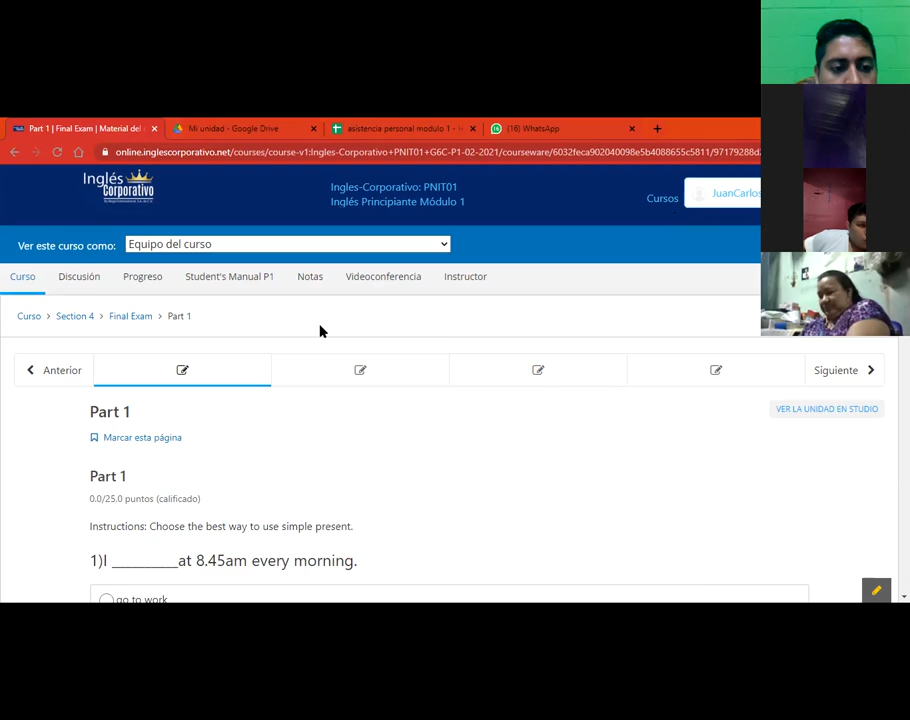 Part 1 | Final Exam | Material del
Mi unidad - Google Drive
asistencia personal modulo 1 -
(16) WhatsApp
online.inglescorporativo.net/courses/course-v1:Ingles-Corporativo+PNIT01+G6C-P1-02-2021/courseware/6032feca902040098e5b4088655c5811/97179288d
Inglés
Corporativo
Ingles-Corporativo: PNIT01
Inglés Principiante Módulo 1
Cursos
JuanCarlos
Ver este curso como:
Equipo del curso
Curso
Discusión
Progreso
Student's Manual P1
Notas
Videoconferencia
Instructor
Curso > Section 4 > Final Exam > Part 1
Anterior
Siguiente
Part 1
VER LA UNIDAD EN STUDIO
Marcar esta página
Part 1
0.0/25.0 puntos (calificado)
Instructions: Choose the best way to use simple present.
1)I __________at 8.45am every morning.
go to work